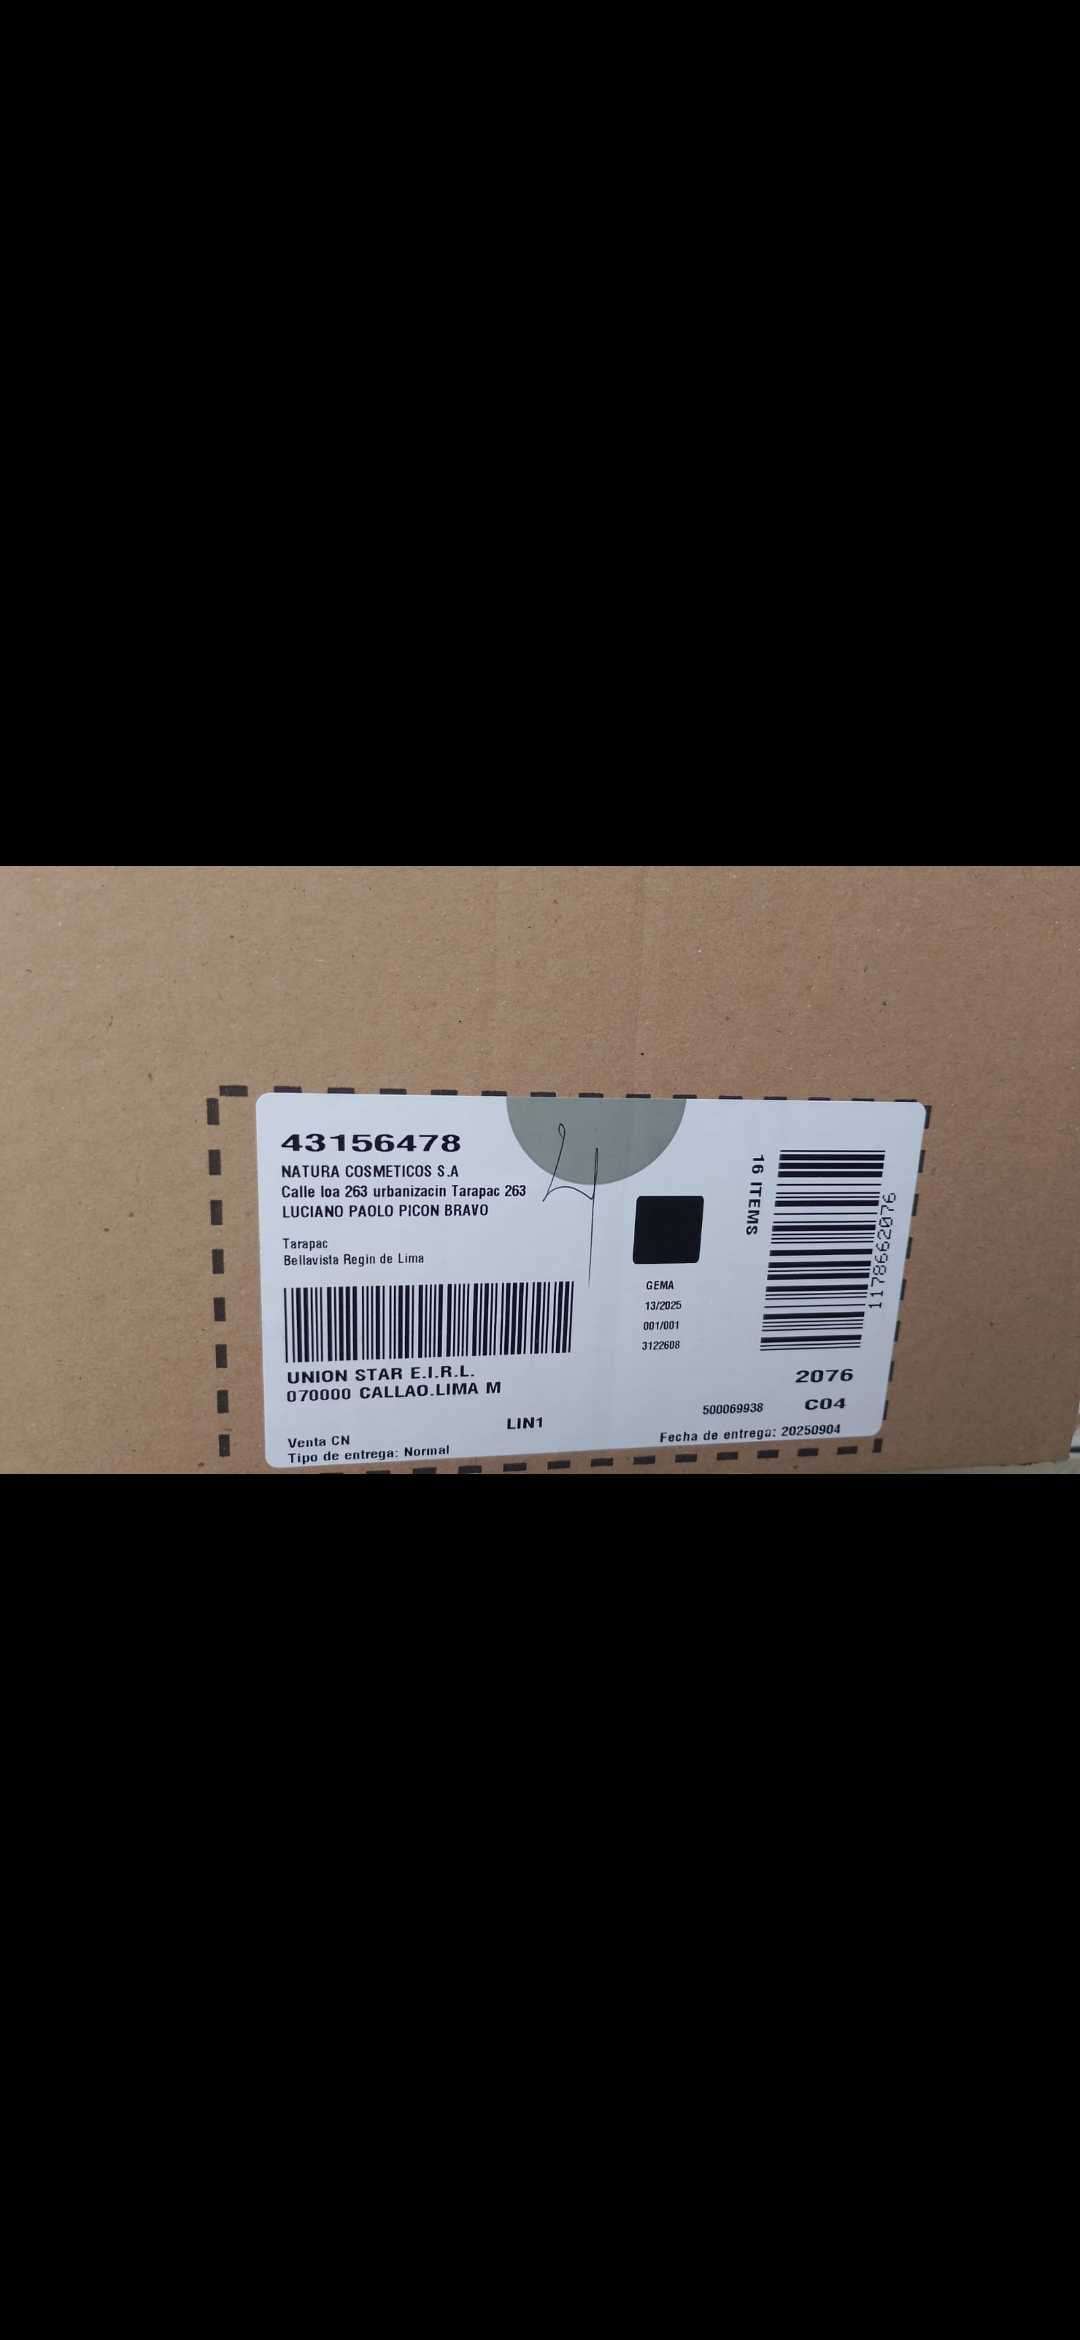 43156478
NATURA COSMETICOS S.A
Calle loa 263 urbanizacin Tarapac 263
LUCIANO PAOLO PICON BRAVO
Tarapac
Bellavista Regin de Lima
UNION STAR E.I.R.L.
070000 CALLAO.LIMA M
LIN1
Venta CN
Tipo de entrega: Normal
GEMA
13/2025
001/001
3122608
16 ITEMS
1178662076
2076
500069938 C04
Fecha de entrega: 20250904